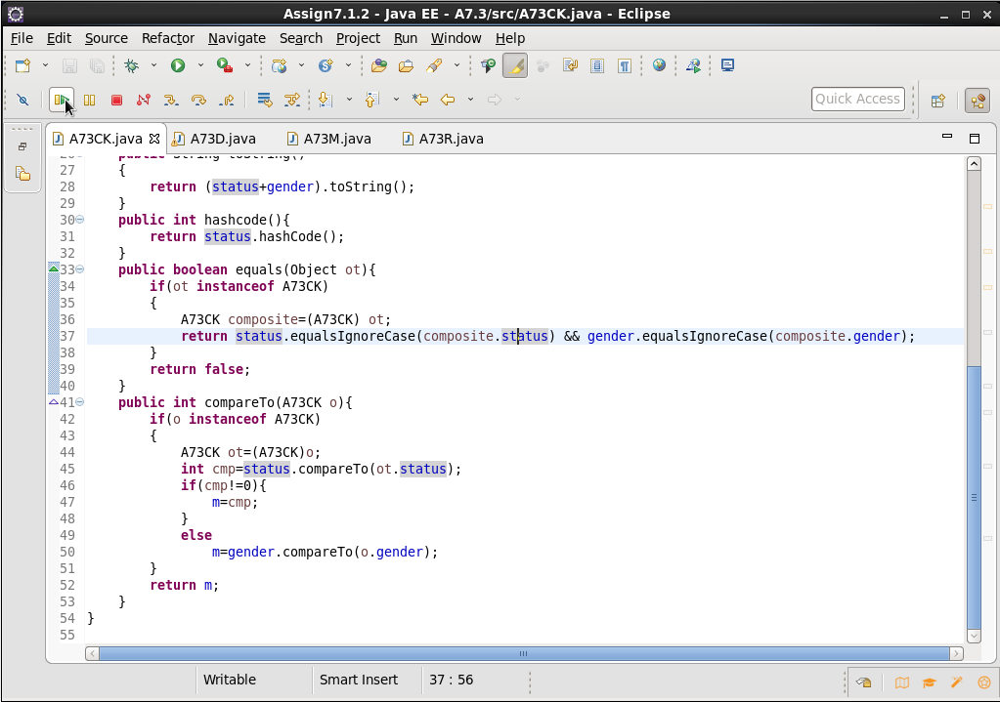 Assign7.1.2 - Java EE - A7.3/src/A73CK.java - Eclipse
File Edit Source Refactor Navigate Search Project Run Window Help
Quick Access
A73CK.java A73D.java A73M.java A73R.java
26 public String toString()
27 {
28 return (status+gender).toString();
29 }
30 public int hashcode(){
31 return status.hashCode();
32 }
33 public boolean equals(Object ot){
34 if(ot instanceof A73CK)
35 {
36 A73CK composite=(A73CK) ot;
37 return status.equalsIgnoreCase(composite.status) && gender.equalsIgnoreCase(composite.gender);
38 }
39 return false;
40 }
41 public int compareTo(A73CK o){
42 if(o instanceof A73CK)
43 {
44 A73CK ot=(A73CK)o;
45 int cmp=status.compareTo(ot.status);
46 if(cmp!=0){
47 m=cmp;
48 }
49 else
50 m=gender.compareTo(o.gender);
51 }
52 return m;
53 }
54 }
55
Writable Smart Insert 37 : 56